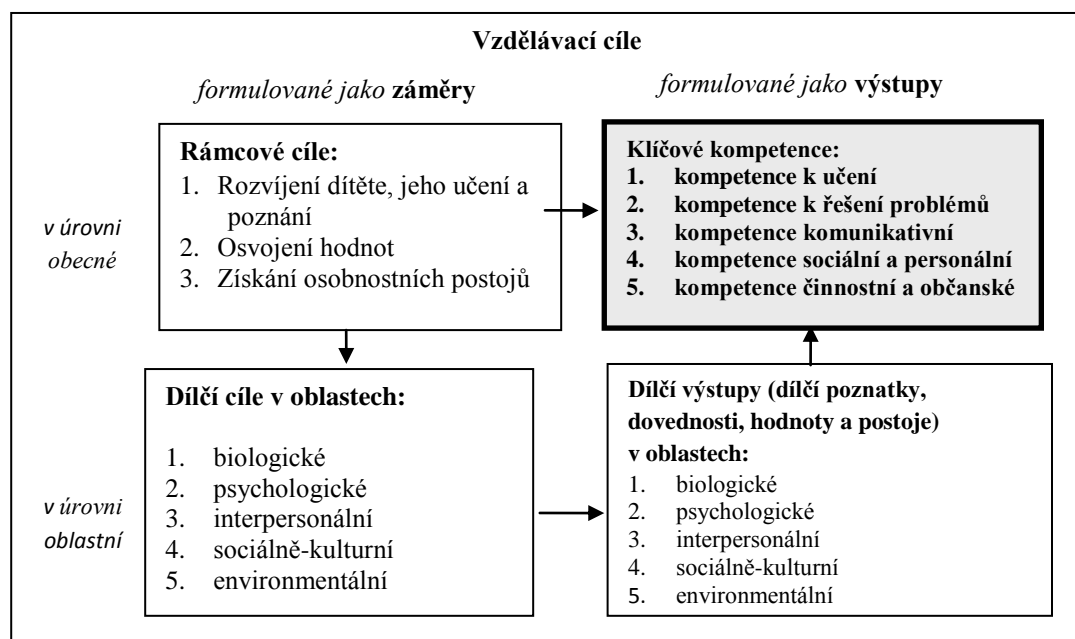 Vzdělávací cíle
formulované jako záměry
formulované jako výstupy
v úrovni
obecné
Rámcové cíle:
1. Rozvíjení dítěte, jeho učení a
poznání
2. Osvojení hodnot
3. Získání osobnostních postojů
Klíčové kompetence:
1. kompetence k učení
2. kompetence k řešení problémů
3. kompetence komunikativní
4. kompetence sociální a personální
5. kompetence činnostní a občanské
v úrovni
oblastní
Dílčí cíle v oblastech:
1. biologické
2. psychologické
3. interpersonální
4. sociálně-kulturní
5. environmentální
Dílčí výstupy (dílčí poznatky,
dovednosti, hodnoty a postoje)
v oblastech:
1. biologické
2. psychologické
3. interpersonální
4. sociálně-kulturní
5. environmentální